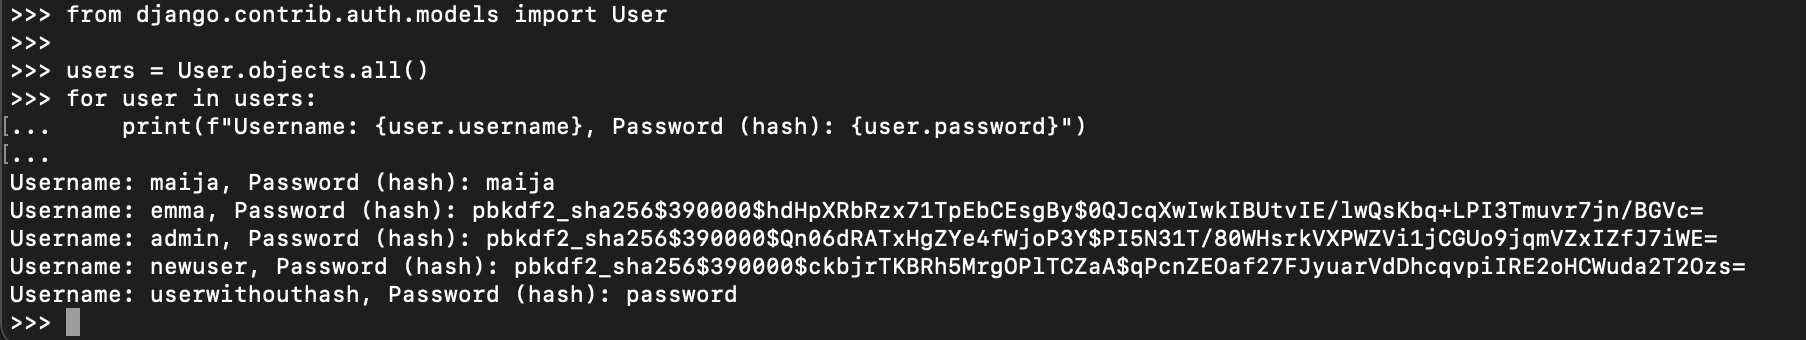 >>> from django.contrib.auth.models import User
>>>
>>> users = User.objects.all()
>>> for user in users:
[...     print(f"Username: {user.username}, Password (hash): {user.password}")
[...
Username: maija, Password (hash): maija
Username: emma, Password (hash): pbkdf2_sha256$390000$hdHpXRbRzx71TpEbCEsgBy$0QJcqXwIwkIBUtvIE/lwQsKbq+LPI3Tmuvr7jn/BGVc=
Username: admin, Password (hash): pbkdf2_sha256$390000$Qn06dRATxHgZYe4fWjoP3Y$PI5N31T/80WHsrkVXPWZVi1jCGUo9jqmVZxIZfJ7iWE=
Username: newuser, Password (hash): pbkdf2_sha256$390000$ckbjrTKBRh5MrgOPlTCZaA$qPcnZEOaf27FJyuarVdDhcqvpiIRE2oHCWuda2T2Ozs=
Username: userwithouthash, Password (hash): password
>>>